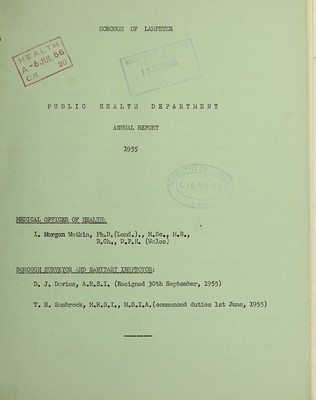 BOROUGH OF LAMPETER
HEALTH
A -6 JUL 56
C.R. 20
PUBLIC HEALTH DEPARTMENT
ANNUAL REPORT
1955
MEDICAL OFFICER OF HEALTH:
I. Morgan Watkin, Ph.D.(Lond.)., M.Sc., M.B.,
B.Ch., D.P.H. (Wales)
BOROUGH SURVEYOR AND SANITARY INSPECTOR:
D. J. Davies, A.R.S.I. (Resigned 30th September, 1955)
T. R. Sambrook, M.R.S.I., M.S.I.A.(commenced duties 1st June, 1955)